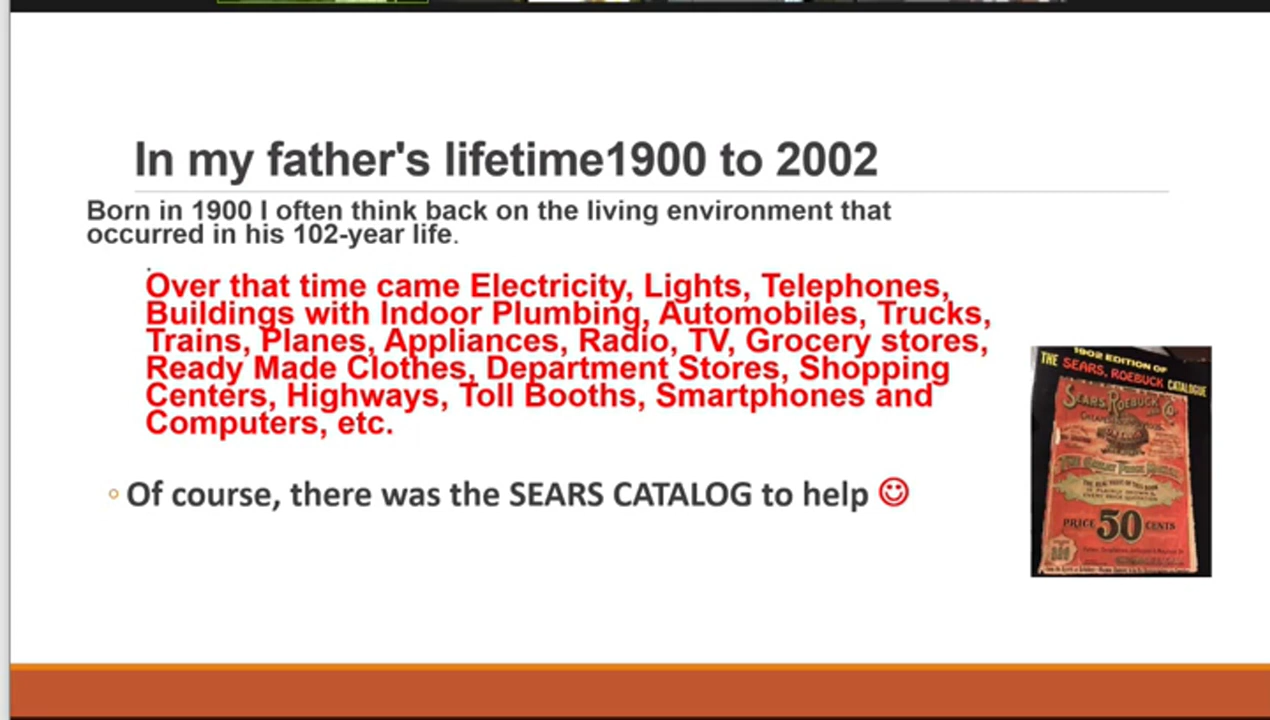 In my father's lifetime1900 to 2002
Born in 1900 I often think back on the living environment that
occurred in his 102-year life.
Over that time came Electricity, Lights, Telephones,
Buildings with Indoor Plumbing, Automobiles, Trucks,
Trains, Planes, Appliances, Radio, TV, Grocery stores,
Ready Made Clothes, Department Stores, Shopping
Centers, Highways, Toll Booths, Smartphones and
Computers, etc.
Of course, there was the SEARS CATALOG to help ☺
1902 EDITION OF
THE SEARS, ROEBUCK CATALOGUE
SEARS, ROEBUCK
PRICE 50 CENTS